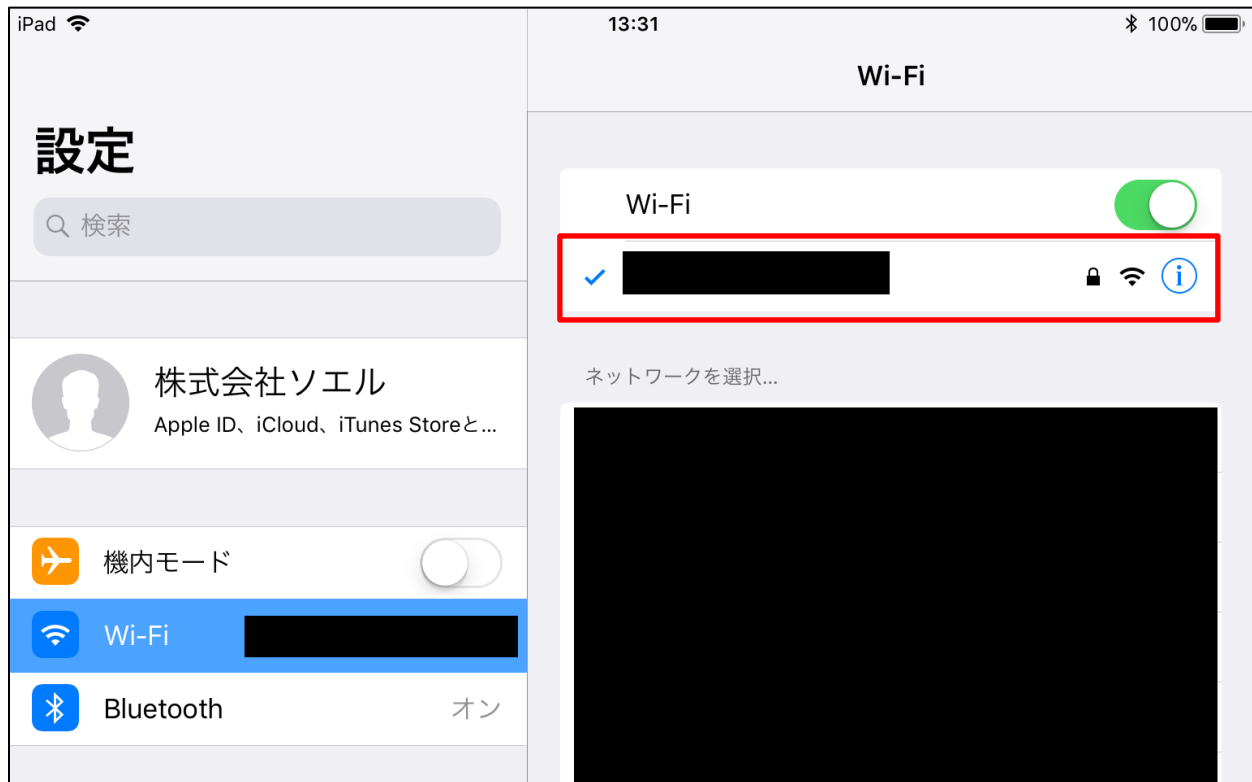 iPad 13:31 100%
設定
検索
株式会社ソエル
Apple ID、iCloud、iTunes Storeと...
機内モード
Wi-Fi
Bluetooth オン
Wi-Fi
Wi-Fi
ネットワークを選択...